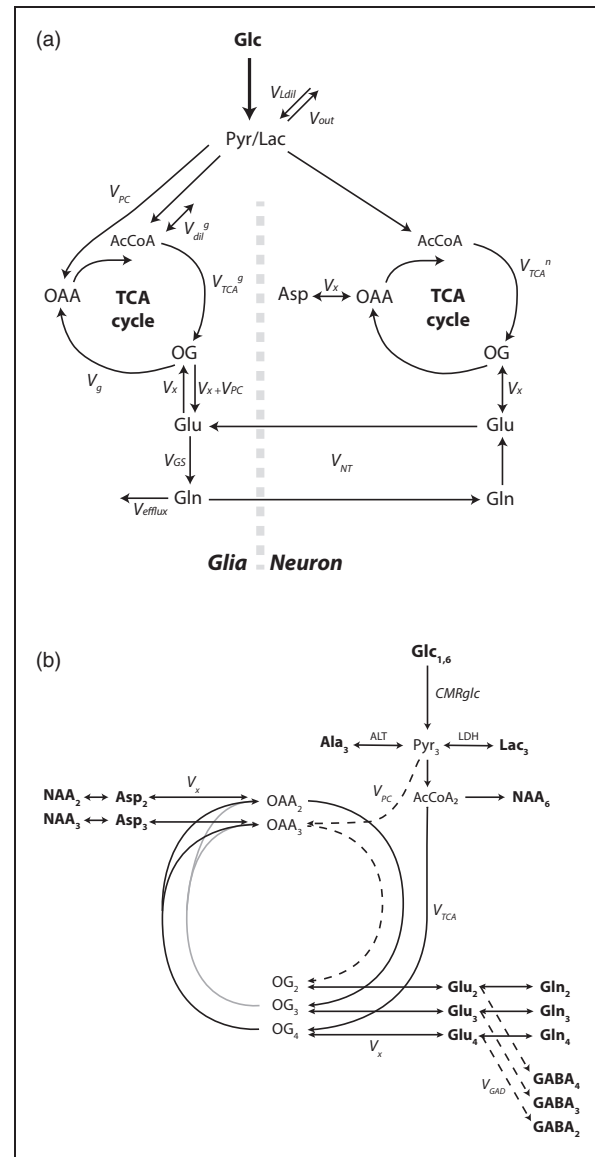 (a)
Glc
V_Ldil
V_out
Pyr/Lac
V_PC
V_dil^g
AcCoA
AcCoA
V_TCA^g
V_TCA^n
OAA
TCA
cycle
Asp
V_x
OAA
TCA
cycle
OG
OG
V_g
V_x
V_x+V_PC
V_x
Glu
Glu
V_GS
V_NT
Gln
Gln
V_efflux
Glia
Neuron
(b)
Glc_1,6
CMRglc
Ala_3
ALT
Pyr_3
LDH
Lac_3
V_x
V_PC
NAA_2
Asp_2
OAA_2
AcCoA_2
NAA_6
NAA_3
Asp_3
OAA_3
V_TCA
OG_2
Glu_2
Gln_2
OG_3
Glu_3
Gln_3
OG_4
Glu_4
Gln_4
V_x
V_GAD
GABA_4
GABA_3
GABA_2